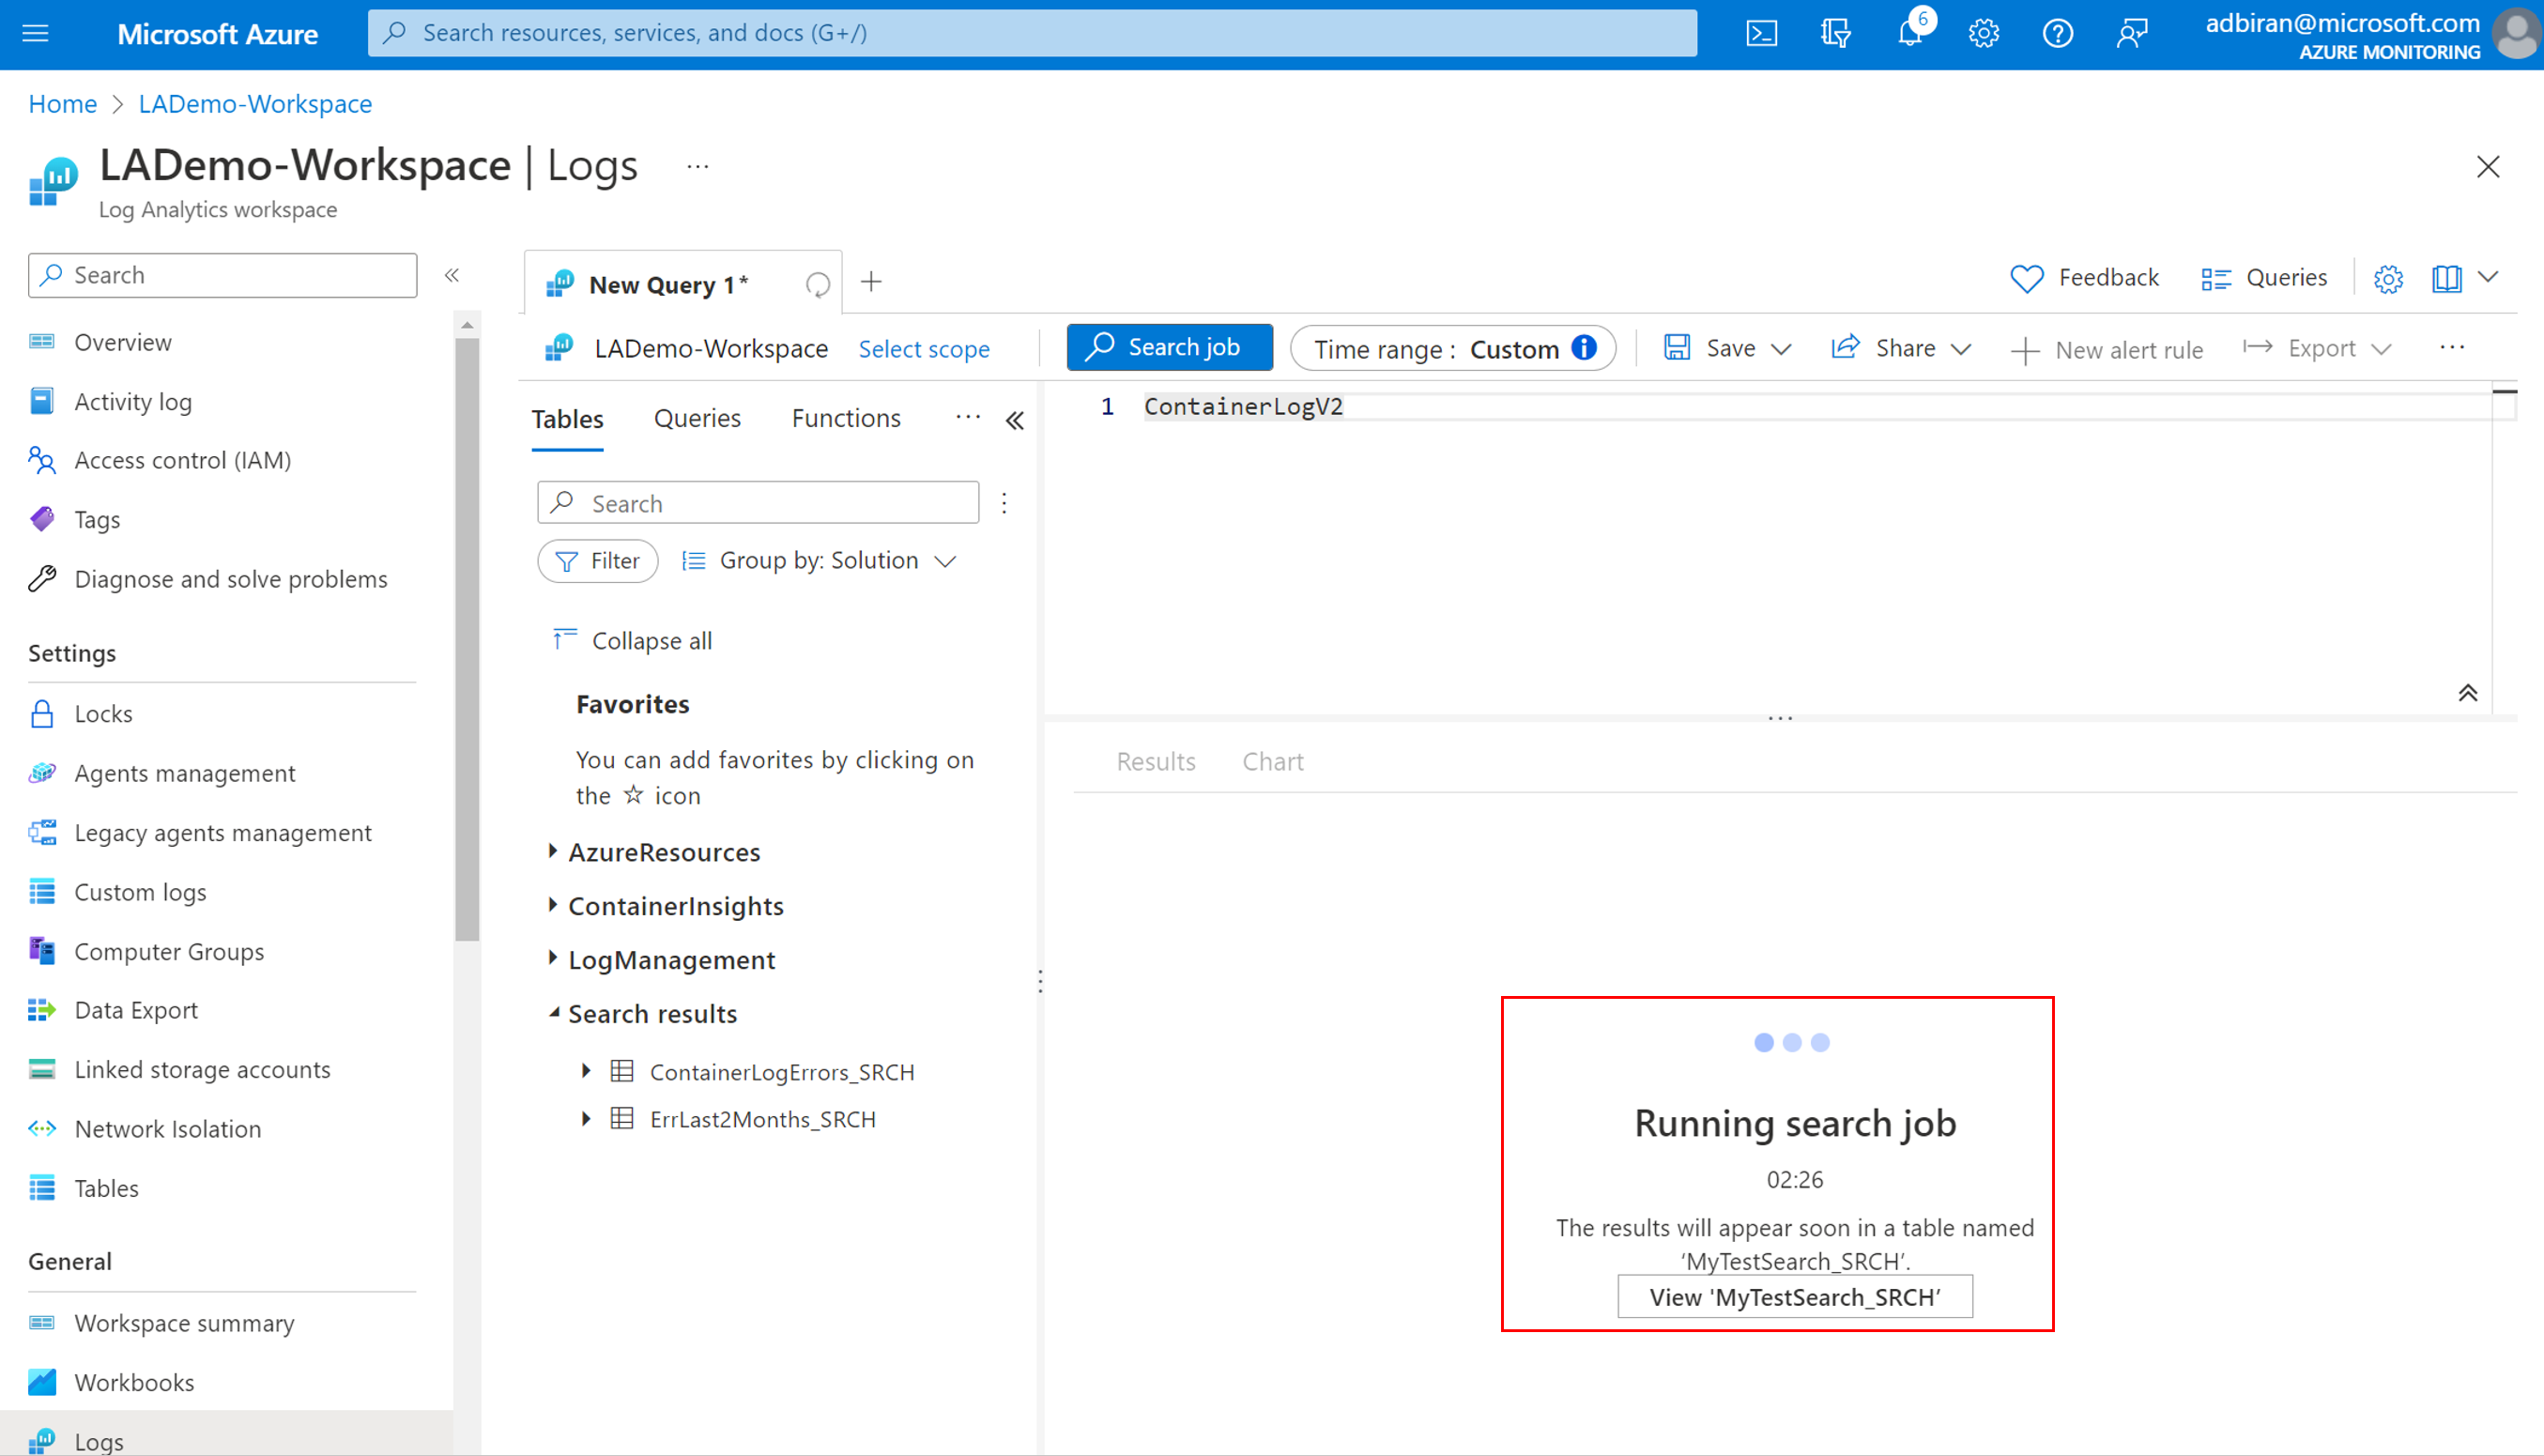 Microsoft Azure
Search resources, services, and docs (G+/)
6
adbiran@microsoft.com
AZURE MONITORING
Home > LADemo-Workspace
LADemo-Workspace | Logs ...
Log Analytics workspace
Search
«
Overview
Activity log
Access control (IAM)
Tags
Diagnose and solve problems
Settings
Locks
Agents management
Legacy agents management
Custom logs
Computer Groups
Data Export
Linked storage accounts
Network Isolation
Tables
General
Workspace summary
Workbooks
Logs
New Query 1*
+
Feedback
Queries
LADemo-Workspace
Select scope
Search job
Time range : Custom
Save
Share
New alert rule
Export
...
Tables
Queries
Functions
...
«
Search
Filter
Group by: Solution
Collapse all
Favorites
You can add favorites by clicking on
the ☆ icon
AzureResources
ContainerInsights
LogManagement
Search results
ContainerLogErrors_SRCH
ErrLast2Months_SRCH
1 ContainerLogV2
Results
Chart
Running search job
02:26
The results will appear soon in a table named
‘MyTestSearch_SRCH’.
View 'MyTestSearch_SRCH’